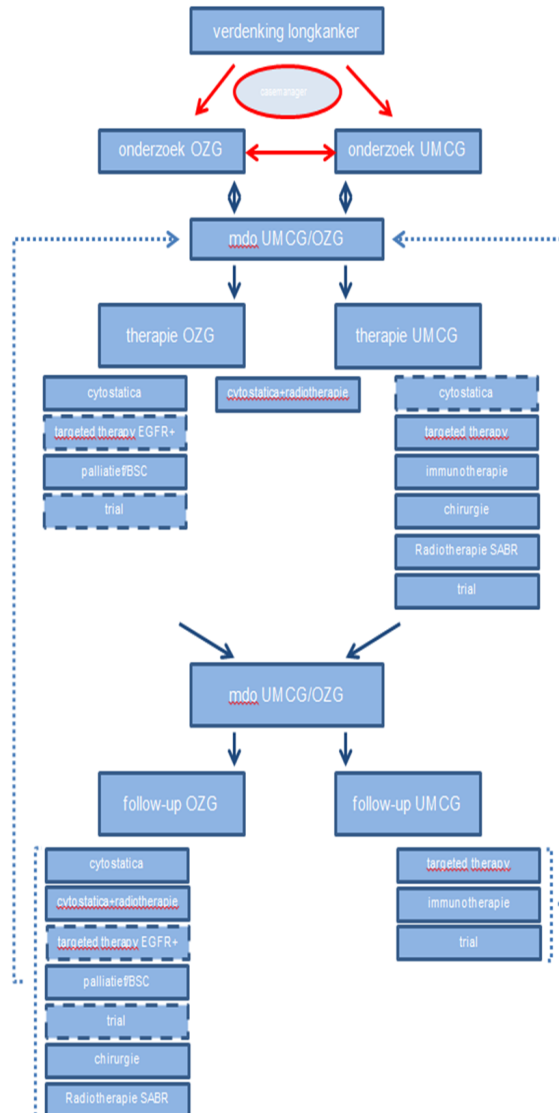 verdenking longkanker
casemanager
onderzoek OZG
onderzoek UMCG
mdo UMCG/OZG
therapie OZG
therapie UMCG
cytostatica
targeted therapy EGFR+
palliatief/BSC
trial
cytostatica+radiotherapie
cytostatica
targeted therapy
immunotherapie
chirurgie
Radiotherapie SABR
trial
mdo UMCG/OZG
follow-up OZG
follow-up UMCG
cytostatica
cytostatica+radiotherapie
targeted therapy EGFR+
palliatief/BSC
trial
chirurgie
Radiotherapie SABR
targeted therapy
immunotherapie
trial